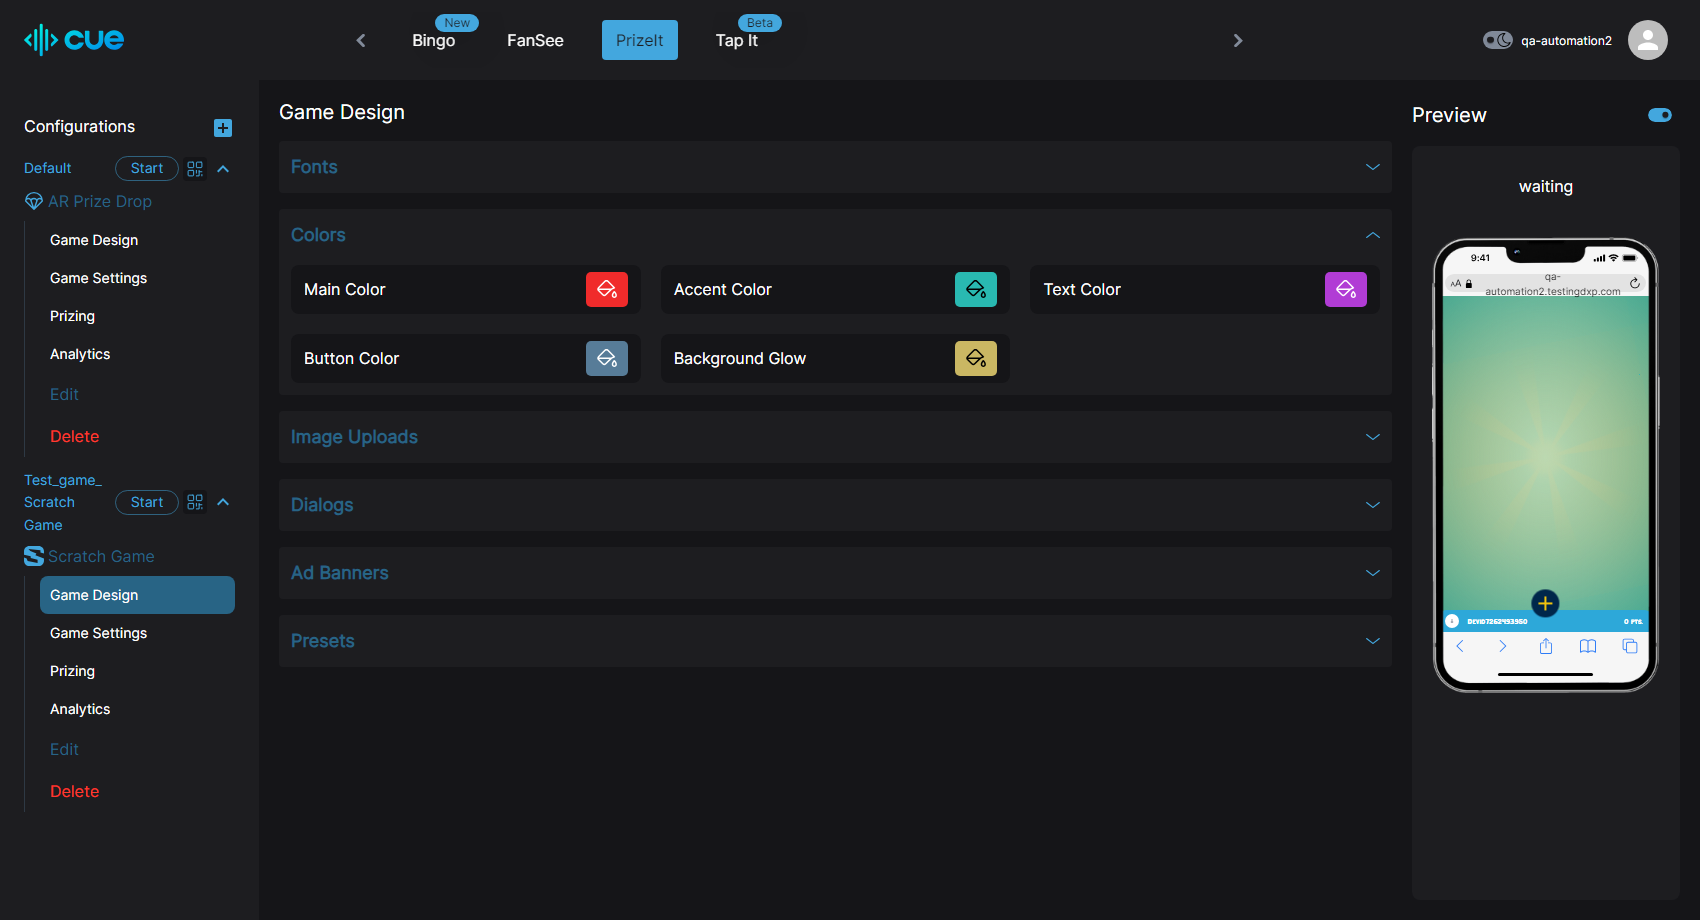 cue
New
Bingo
FanSee
PrizeIt
Beta
Tap It
qa-automation2
Configurations
Default
Start
AR Prize Drop
Game Design
Game Settings
Prizing
Analytics
Edit
Delete
Test_game_
Scratch
Game
Start
Scratch Game
Game Design
Game Settings
Prizing
Analytics
Edit
Delete
Game Design
Fonts
Colors
Main Color
Accent Color
Text Color
Button Color
Background Glow
Image Uploads
Dialogs
Ad Banners
Presets
Preview
waiting
9:41
AA
qa-
automation2.testingdxp.com
0 PTS.